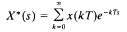 X*(s) = ∑_{k=0}^{∞} x(kT)e^{-kTs}